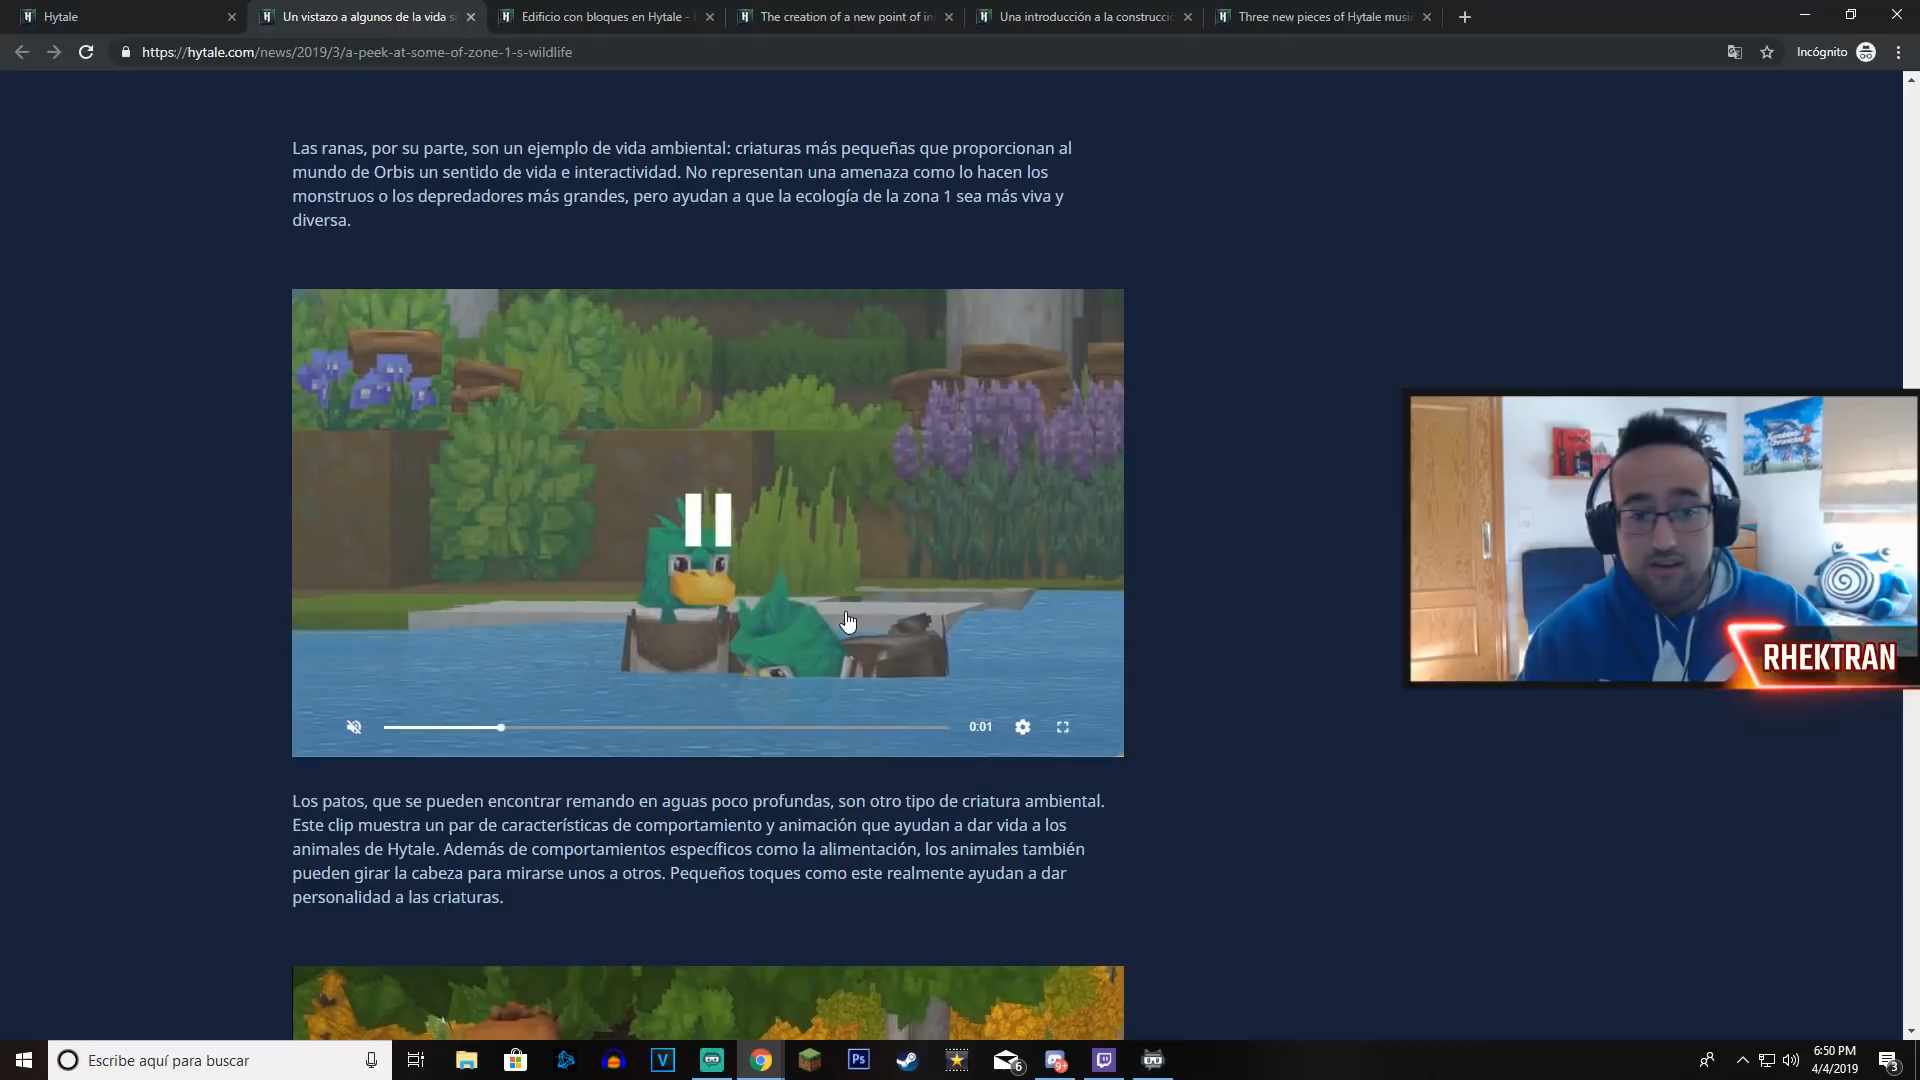 Hytale
Un vistazo a algunos de la vida si
Edificio con bloques en Hytale -
The creation of a new point of in
Una introducción a la construcció
Three new pieces of Hytale music
https://hytale.com/news/2019/3/a-peek-at-some-of-zone-1-s-wildlife
Incógnito
Las ranas, por su parte, son un ejemplo de vida ambiental: criaturas más pequeñas que proporcionan al
mundo de Orbis un sentido de vida e interactividad. No representan una amenaza como lo hacen los
monstruos o los depredadores más grandes, pero ayudan a que la ecología de la zona 1 sea más viva y
diversa.
0:01
RHEKTRAN
Los patos, que se pueden encontrar remando en aguas poco profundas, son otro tipo de criatura ambiental.
Este clip muestra un par de características de comportamiento y animación que ayudan a dar vida a los
animales de Hytale. Además de comportamientos específicos como la alimentación, los animales también
pueden girar la cabeza para mirarse unos a otros. Pequeños toques como este realmente ayudan a dar
personalidad a las criaturas.
Escribe aquí para buscar
V
Ps
6
9+
6:50 PM
4/4/2019
3